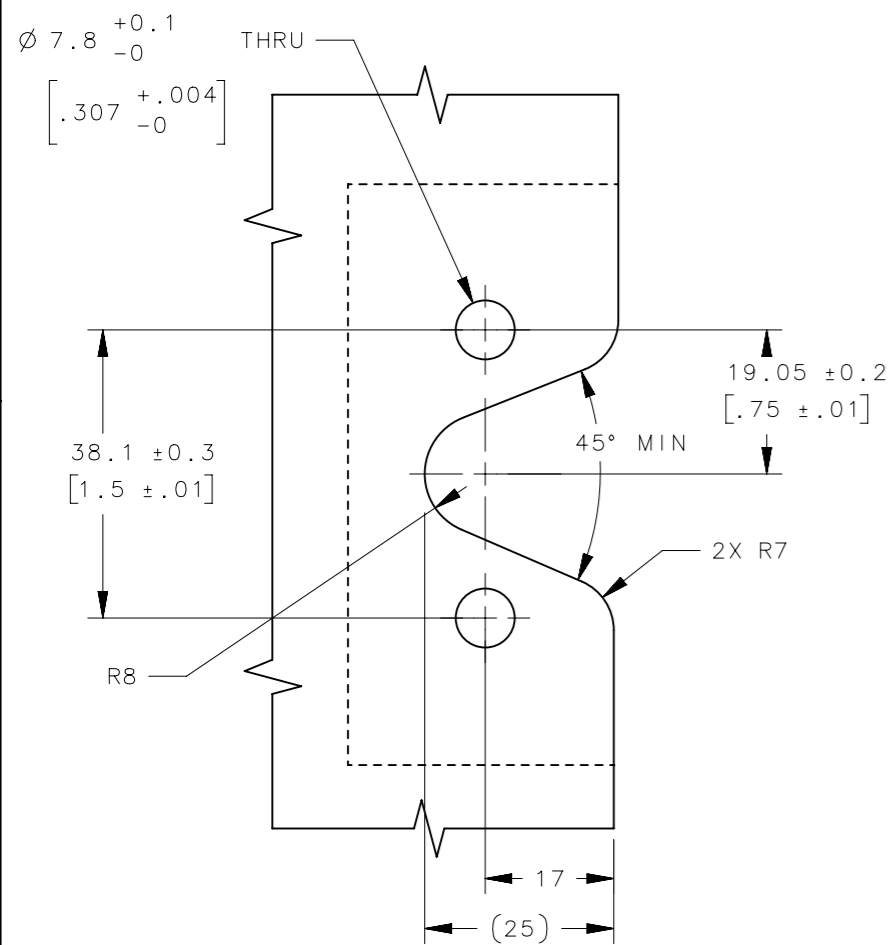 Ø 7.8 +0.1 -0 THRU
[.307 +.004 -0]
19.05 ±0.2
[.75 ±.01]
45° MIN
38.1 ±0.3
[1.5 ±.01]
2X R7
R8
17
(25)